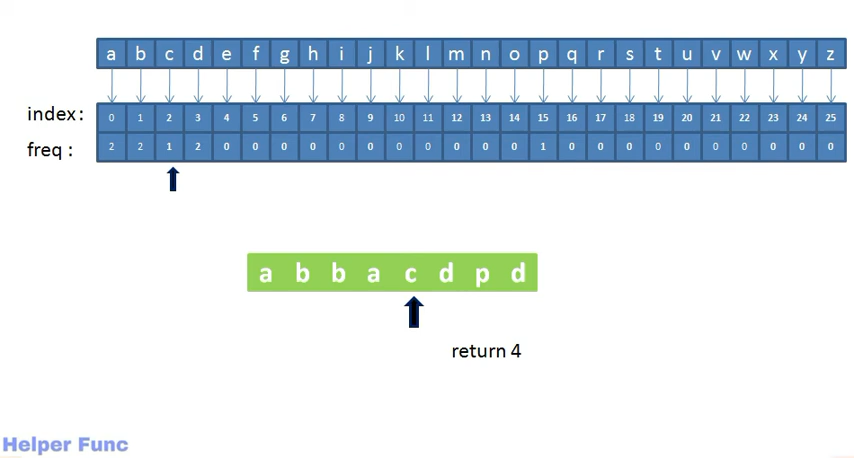 a b c d e f g h i j k l m n o p q r s t u v w x y z
index : 0 1 2 3 4 5 6 7 8 9 10 11 12 13 14 15 16 17 18 19 20 21 22 23 24 25
freq : 2 2 1 2 0 0 0 0 0 0 0 0 0 0 0 1 0 0 0 0 0 0 0 0 0 0
a b b a c d p d
return 4
Helper Func